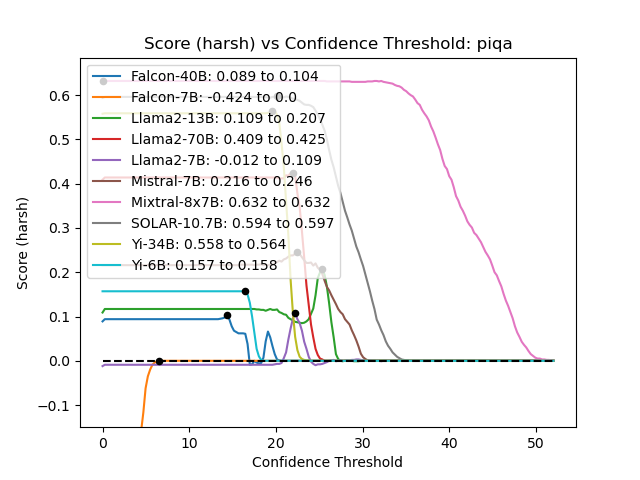 Score (harsh) vs Confidence Threshold: piqa
Score (harsh)
0.6
0.5
0.4
0.3
0.2
0.1
0.0
−0.1
Falcon-40B: 0.089 to 0.104
Falcon-7B: -0.424 to 0.0
Llama2-13B: 0.109 to 0.207
Llama2-70B: 0.409 to 0.425
Llama2-7B: -0.012 to 0.109
Mistral-7B: 0.216 to 0.246
Mixtral-8x7B: 0.632 to 0.632
SOLAR-10.7B: 0.594 to 0.597
Yi-34B: 0.558 to 0.564
Yi-6B: 0.157 to 0.158
0 10 20 30 40 50
Confidence Threshold